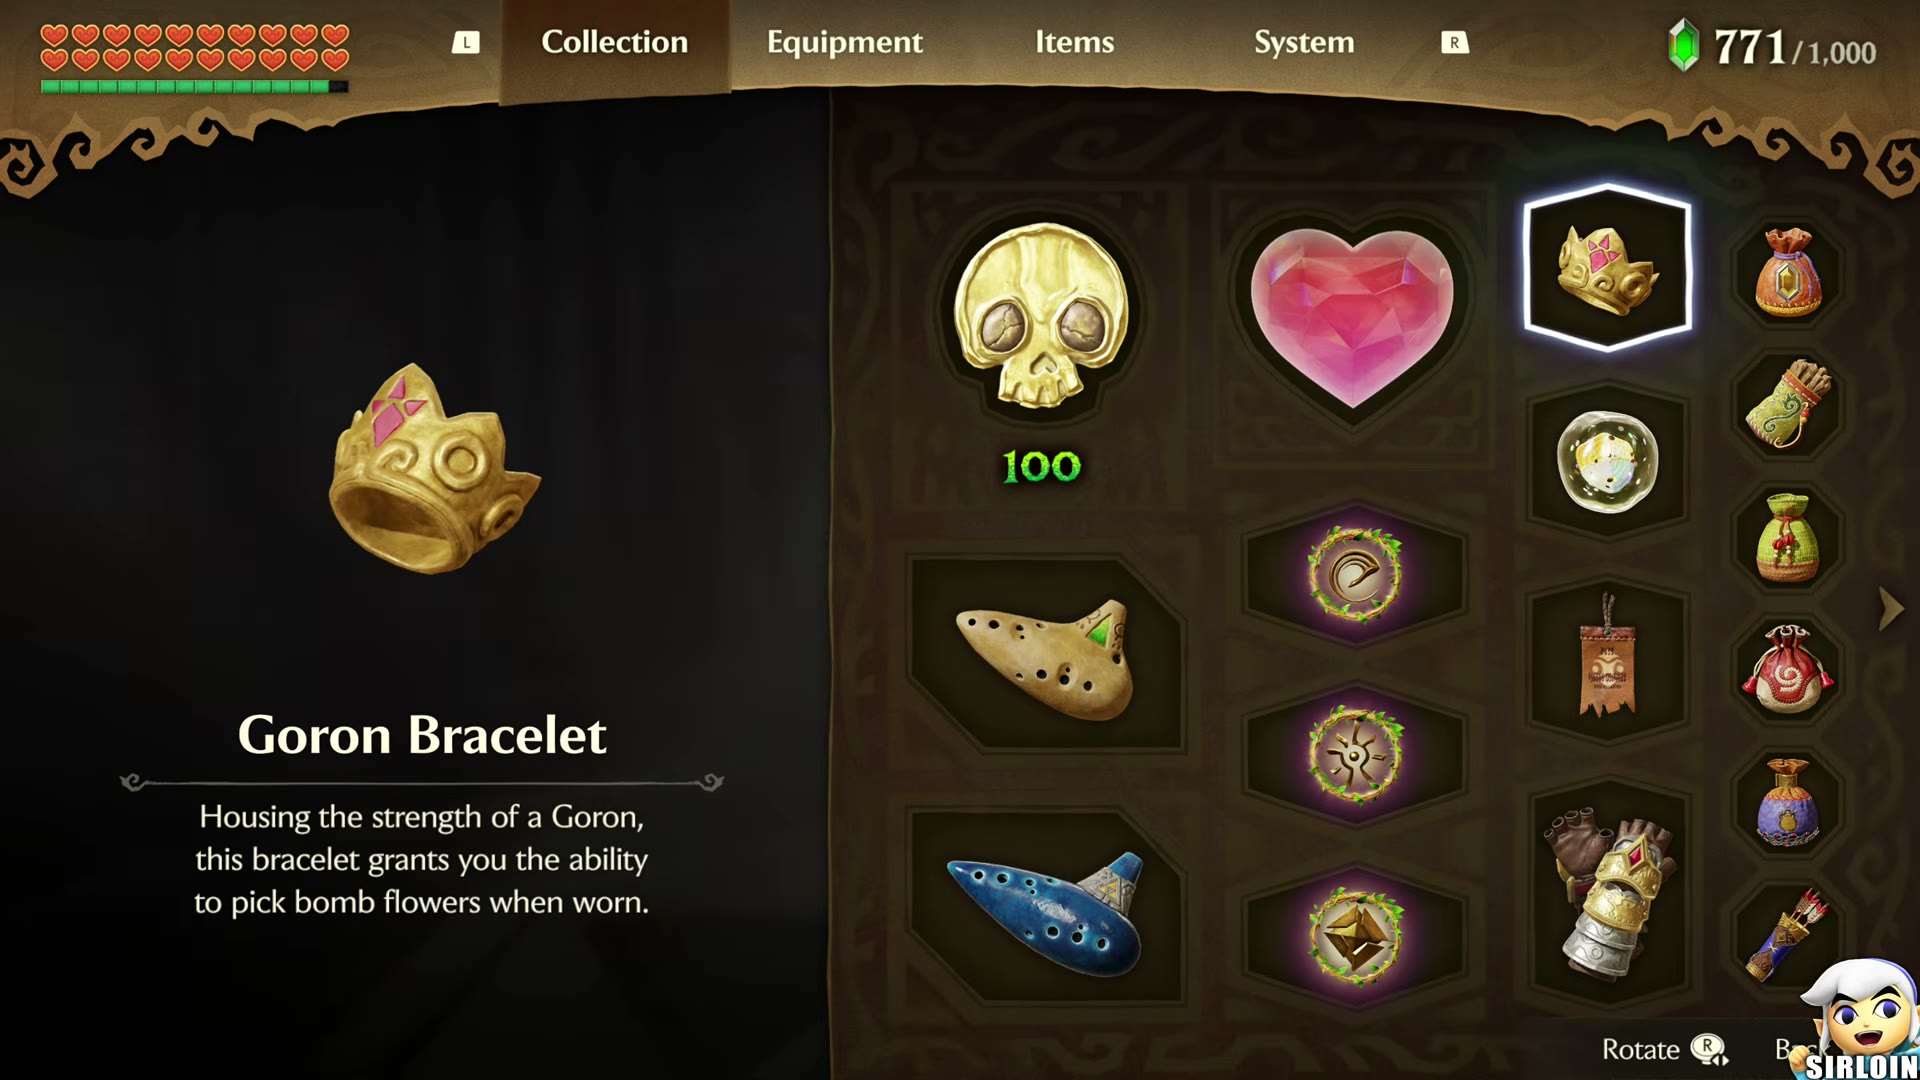 L
Collection
Equipment
Items
System
R
771/1,000
100
Goron Bracelet
Housing the strength of a Goron,
this bracelet grants you the ability
to pick bomb flowers when worn.
Rotate R
SIRLOIN